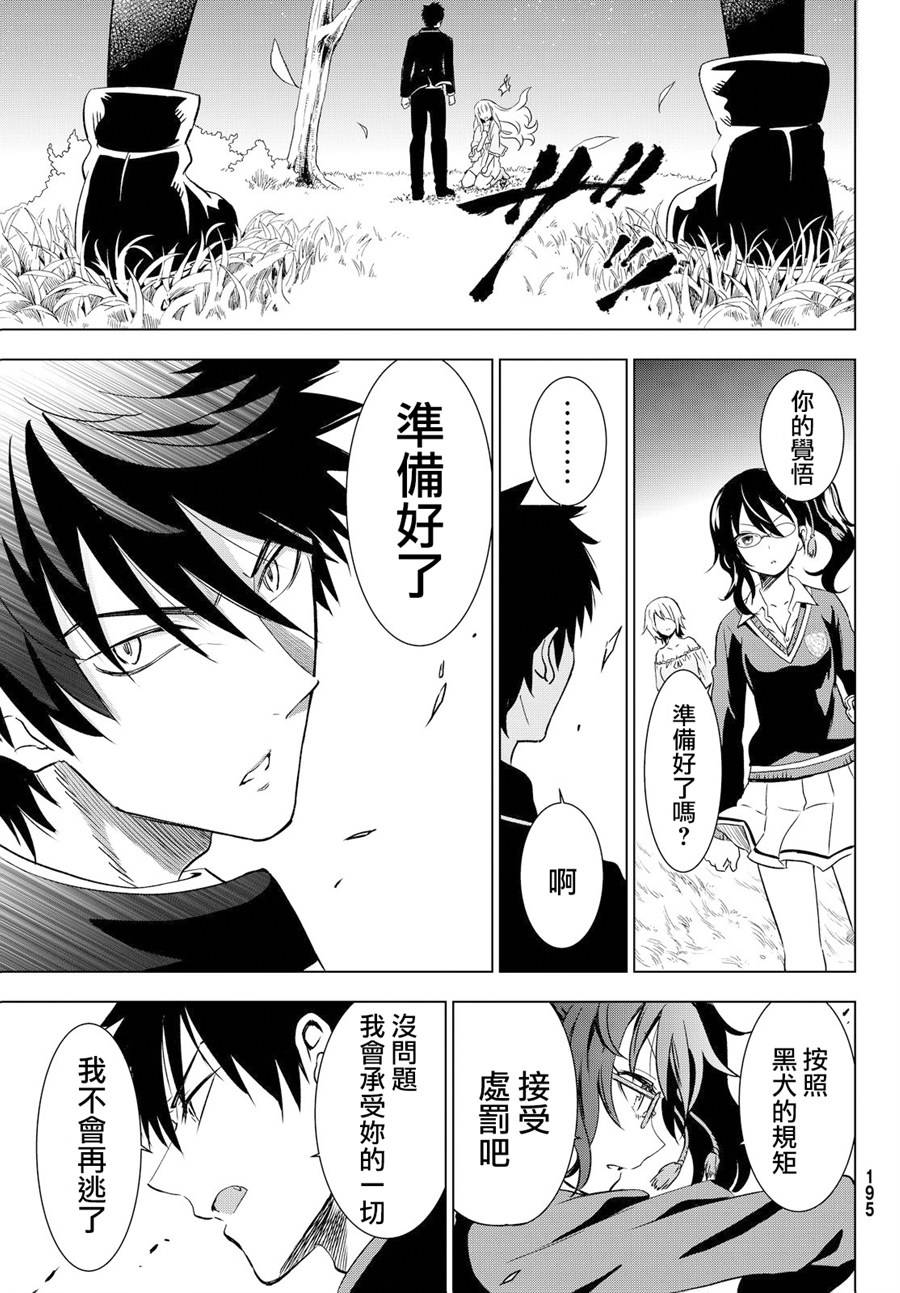 ザッ
ザッ
你的覺悟
準備好了嗎?
………
啊
準備好了
按照
黑犬的規矩
接受
處罰吧
沒問題
我會承受妳的一切
我不會再逃了
195